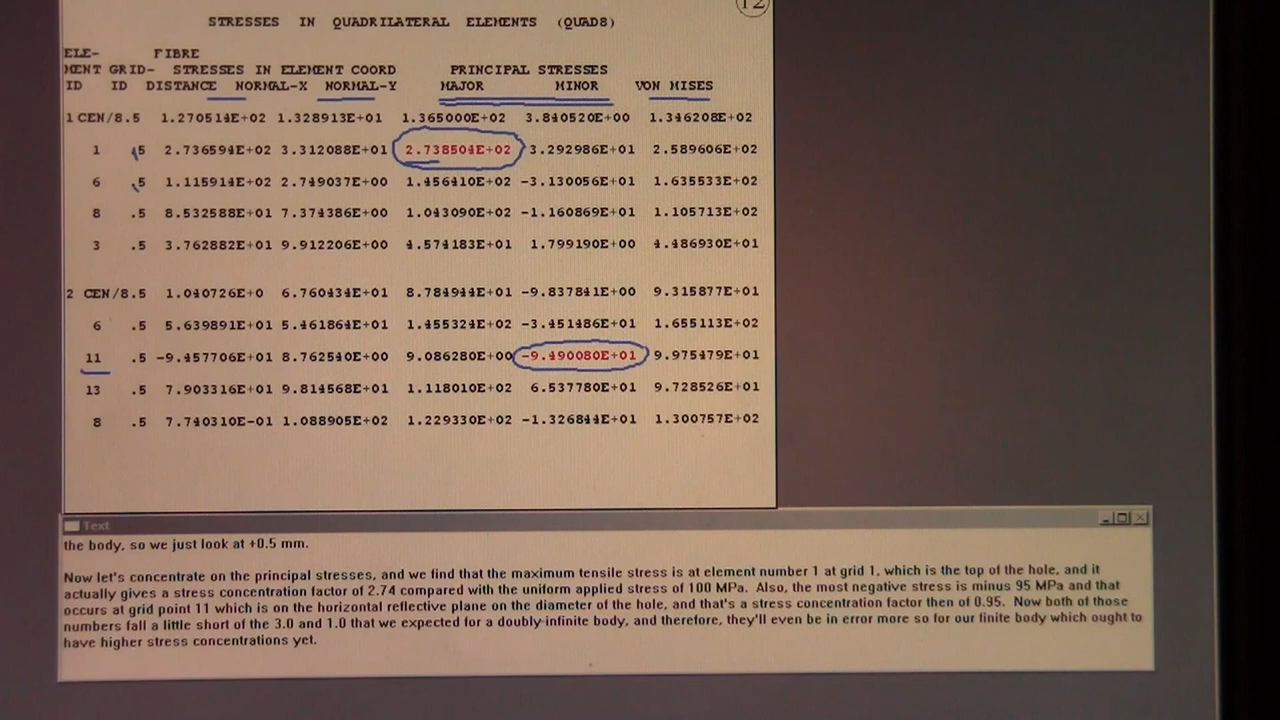 12
STRESSES IN QUADRILATERAL ELEMENTS (QUAD8)
ELE- FIBRE
MENT GRID- STRESSES IN ELEMENT COORD PRINCIPAL STRESSES
ID ID DISTANCE NORMAL-X NORMAL-Y MAJOR MINOR VON MISES
1 CEN/8.5 1.270514E+02 1.328913E+01 1.365000E+02 3.840520E+00 1.346208E+02
1 .5 2.736594E+02 3.312088E+01 2.738504E+02 3.292986E+01 2.589606E+02
6 .5 1.115914E+02 2.749037E+00 1.456410E+02 -3.130056E+01 1.635533E+02
8 .5 8.532588E+01 7.374386E+00 1.043090E+02 -1.160869E+01 1.105713E+02
3 .5 3.762882E+01 9.912206E+00 4.574183E+01 1.799190E+00 4.486930E+01
2 CEN/8.5 1.040726E+0 6.760434E+01 8.784944E+01 -9.837841E+00 9.315877E+01
6 .5 5.639891E+01 5.461864E+01 1.455324E+02 -3.451486E+01 1.655113E+02
11 .5 -9.457706E+01 8.762540E+00 9.086280E+00 -9.490080E+01 9.975479E+01
13 .5 7.903316E+01 9.814568E+01 1.118010E+02 6.537780E+01 9.728526E+01
8 .5 7.740310E-01 1.088905E+02 1.229330E+02 -1.326844E+01 1.300757E+02
Text
the body, so we just look at +0.5 mm.
Now let's concentrate on the principal stresses, and we find that the maximum tensile stress is at element number 1 at grid 1, which is the top of the hole, and it
actually gives a stress concentration factor of 2.74 compared with the uniform applied stress of 100 MPa. Also, the most negative stress is minus 95 MPa and that
occurs at grid point 11 which is on the horizontal reflective plane on the diameter of the hole, and that's a stress concentration factor then of 0.95. Now both of those
numbers fall a little short of the 3.0 and 1.0 that we expected for a doubly-infinite body, and therefore, they'll even be in error more so for our finite body which ought to
have higher stress concentrations yet.